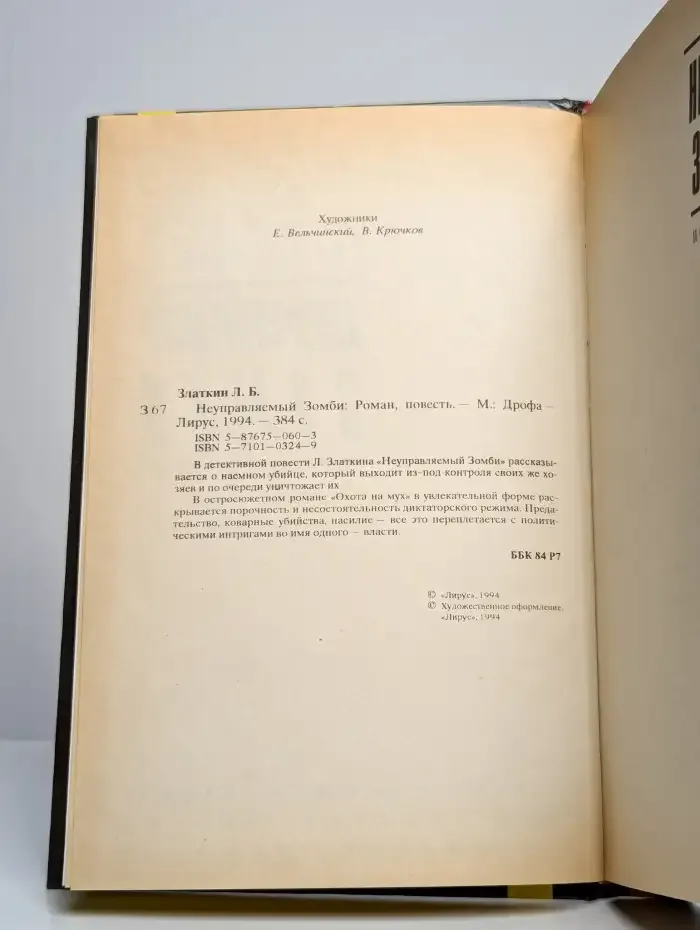 Художники
Е. Вельчинский, В. Крючков
Златкин Л. Б.
З 67 Неуправляемый Зомби: Роман, повесть. — М.: Дрофа —
Лирус, 1994. — 384 с.
ISBN 5—87675—060—3
ISBN 5—7101—0324—9
В детективной повести Л. Златкина «Неуправляемый Зомби» рассказы-
вается о наемном убийце, который выходит из-под контроля своих же хо-
зяев и по очереди уничтожает их
В остросюжетном романе «Охота на мух» в увлекательной форме рас-
крывается порочность и несостоятельность диктаторского режима. Преда-
тельство, коварные убийства, насилие — все это переплетается с полити-
ческими интригами во имя одного — власти.
ББК 84 Р7
© «Лирус», 1994
© Художественное оформление.
«Лирус», 1994